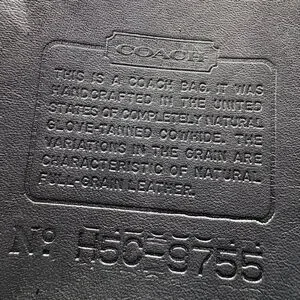 COACH
THIS IS A COACH BAG. IT WAS
HANDCRAFTED IN THE UNITED
STATES OF COMPLETELY NATURAL
GLOVE-TANNED COWHIDE. THE
VARIATIONS IN THE GRAIN ARE
CHARACTERISTIC OF NATURAL
FULL-GRAIN LEATHER.
Nº H5C-9755